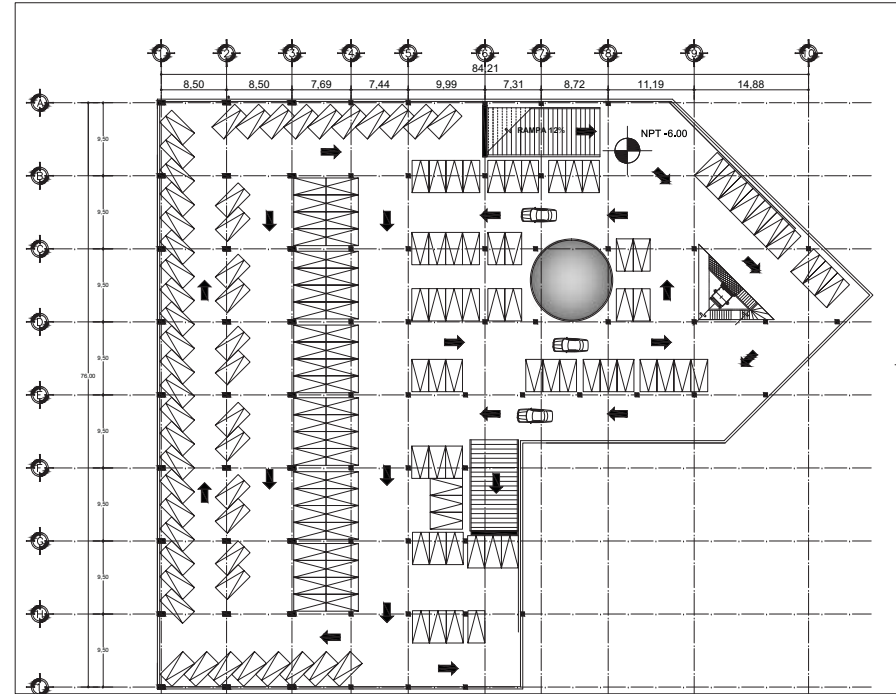 1 2 3 4 5 6 7 8 9 10
84,21
8,50 8,50 7,69 7,44 9,99 7,31 8,72 11,19 14,88
A
B
C
D
E
F
G
H
I
9,50
9,50
9,50
9,50
76.00
9,50
9,50
9,50
9,50
RAMPA 12%
NPT -6.00